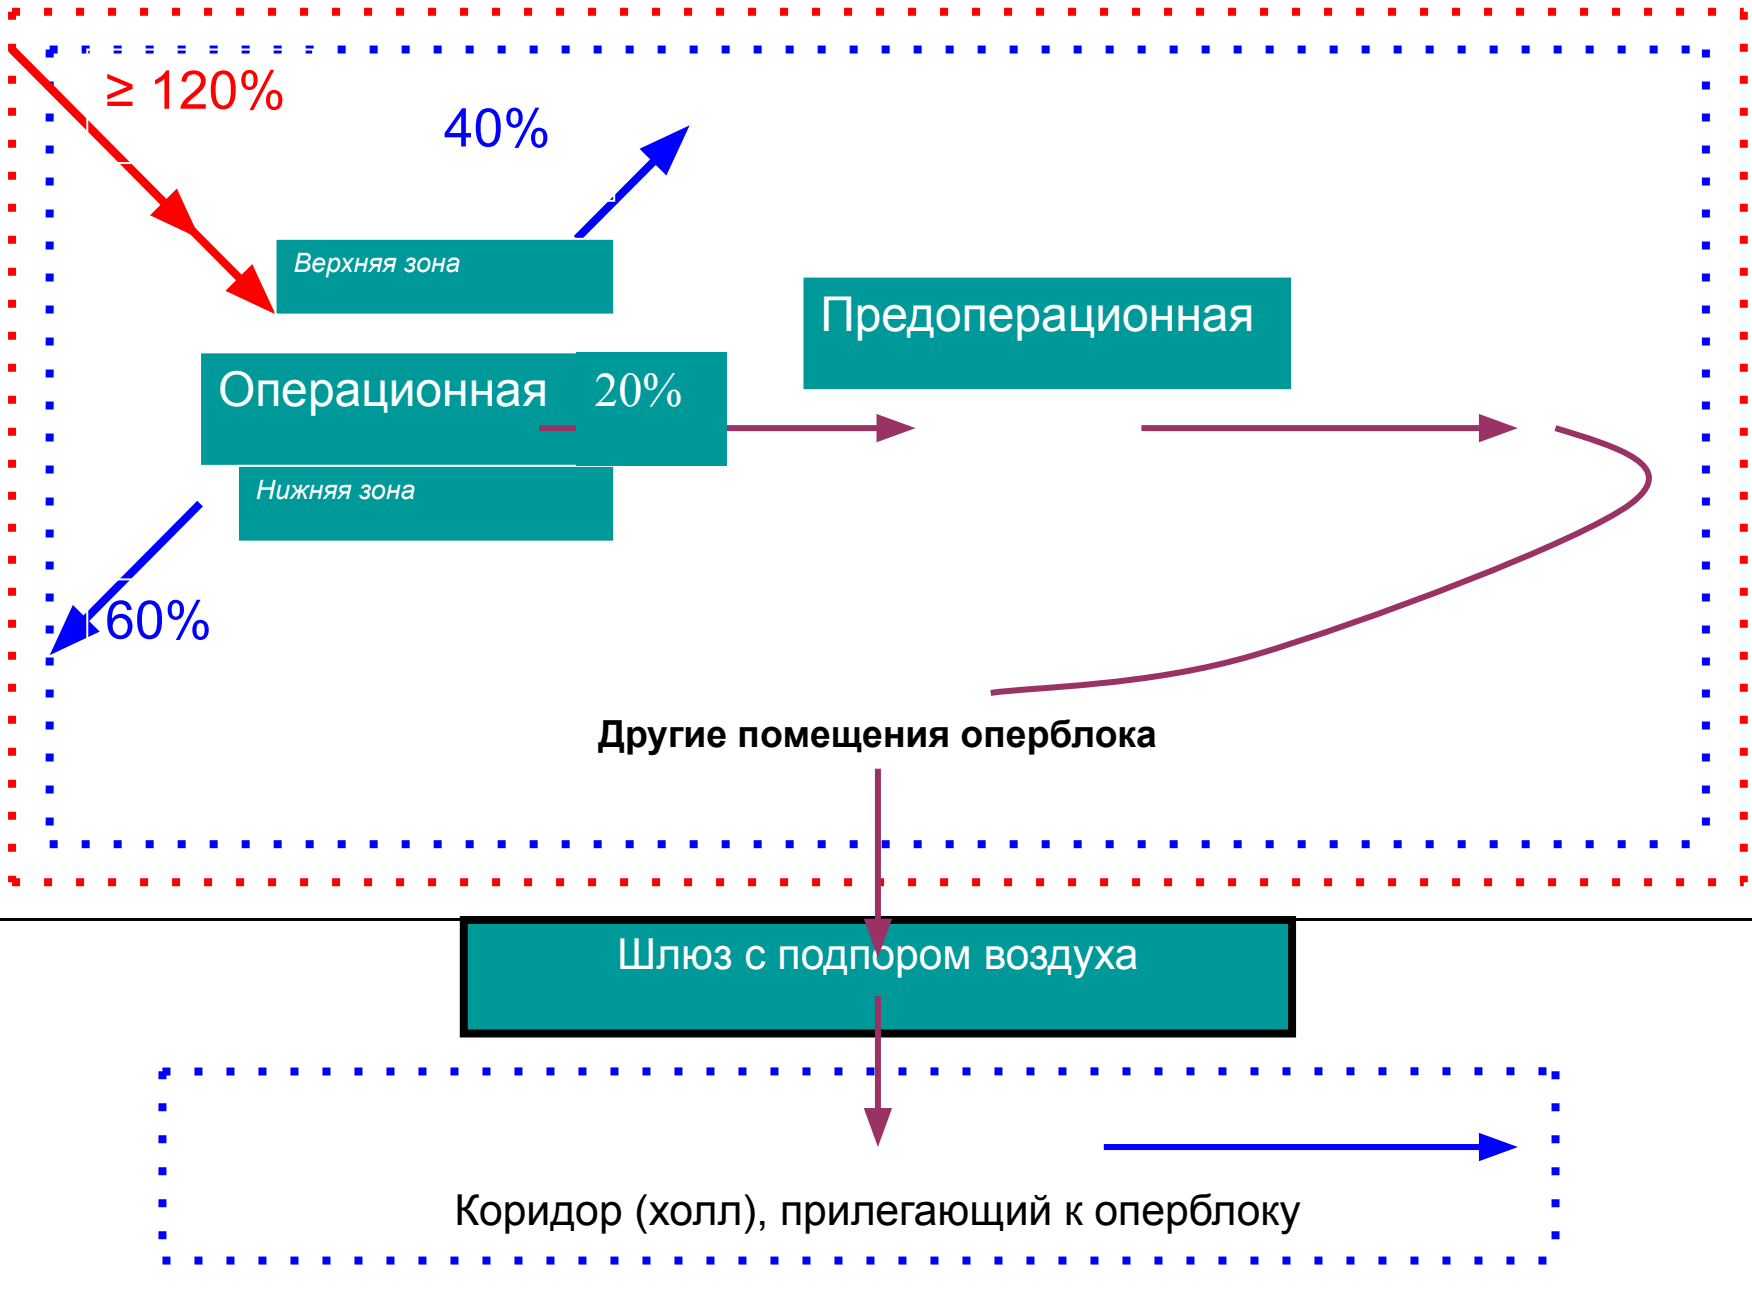 ≥ 120%
40%
Верхняя зона
Предоперационная
Операционная
20%
Нижняя зона
60%
Другие помещения оперблока
Шлюз с подпором воздуха
Коридор (холл), прилегающий к оперблоку